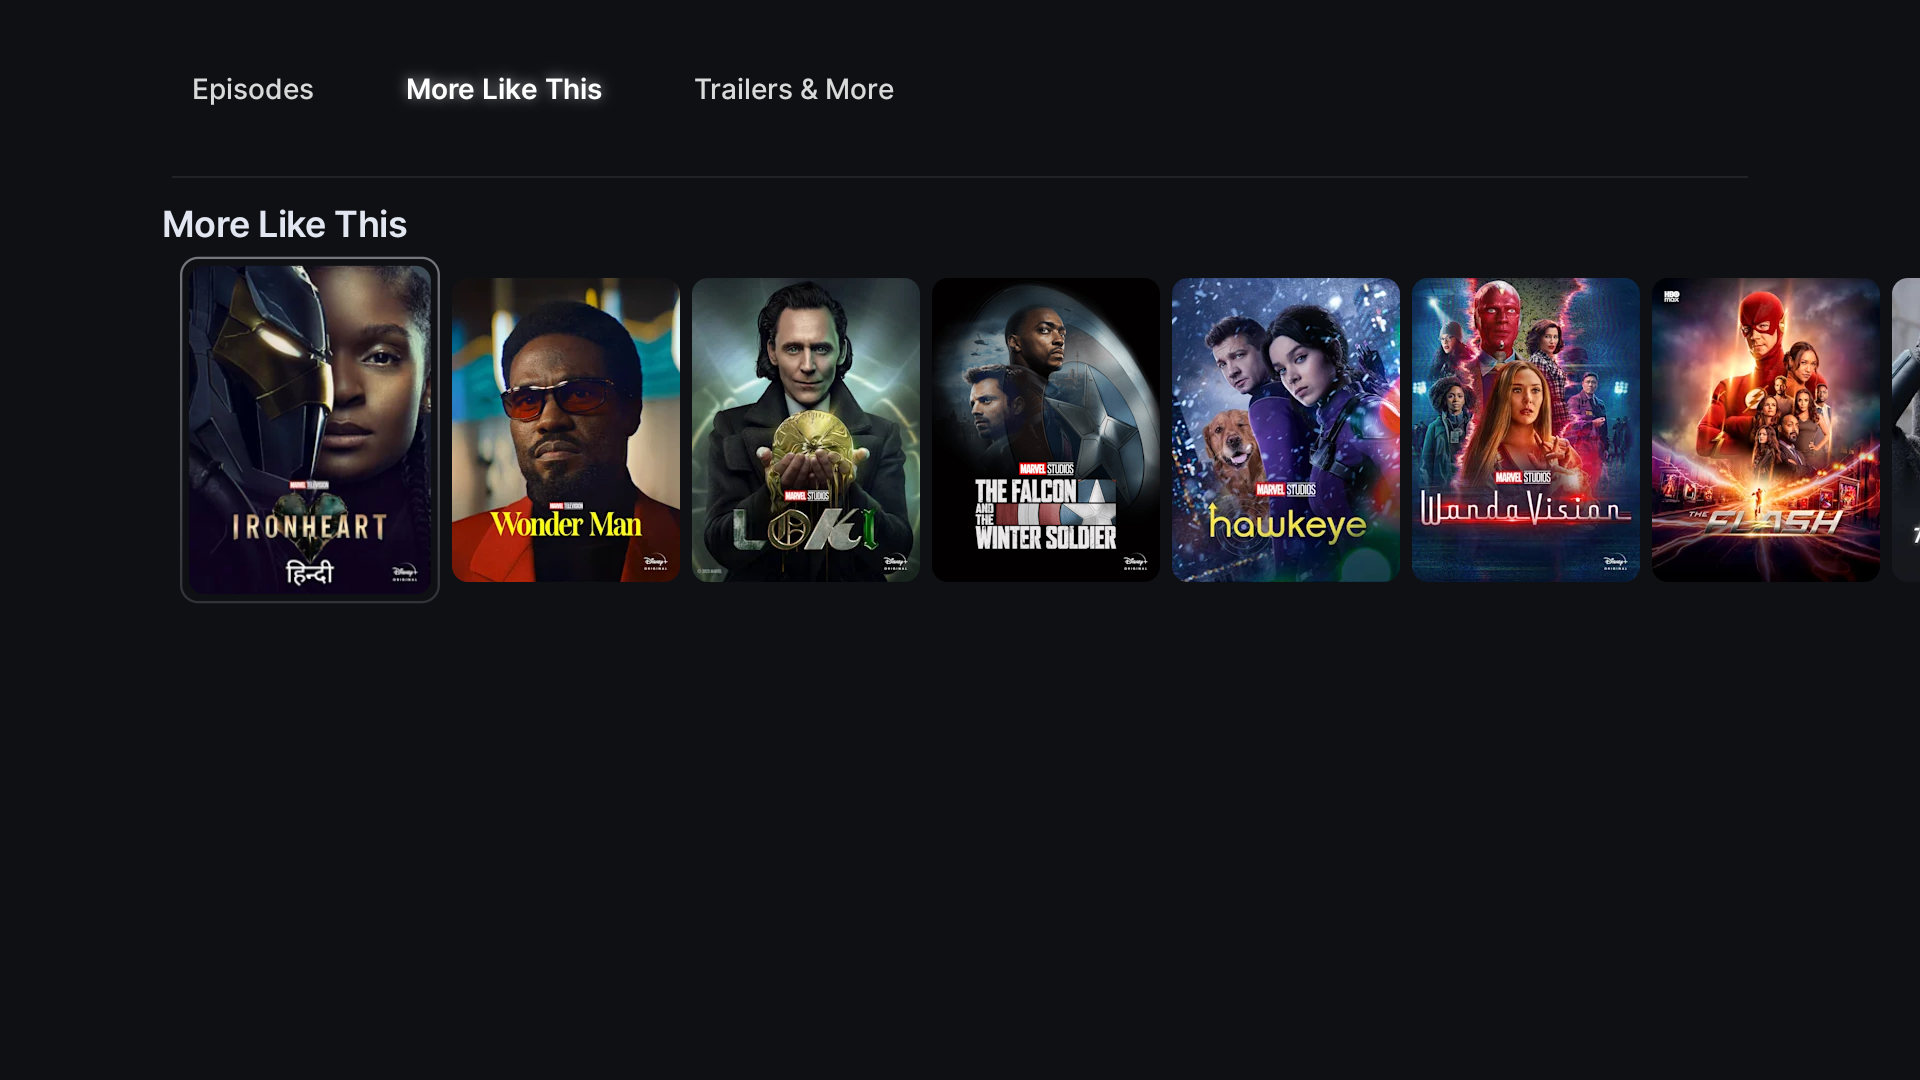 Episodes
More Like This
Trailers & More
More Like This
MARVEL TELEVISION
IRONHEART
हिन्दी
Disney+
ORIGINAL
MARVEL TELEVISION
Wonder Man
Disney+
ORIGINAL
MARVEL STUDIOS
LOKI
Disney+
ORIGINAL
MARVEL STUDIOS
THE FALCON
AND THE
WINTER SOLDIER
Disney+
ORIGINAL
MARVEL STUDIOS
hawkeye
MARVEL STUDIOS
WandaVision
Disney+
ORIGINAL
HBO
max
THE FLASH